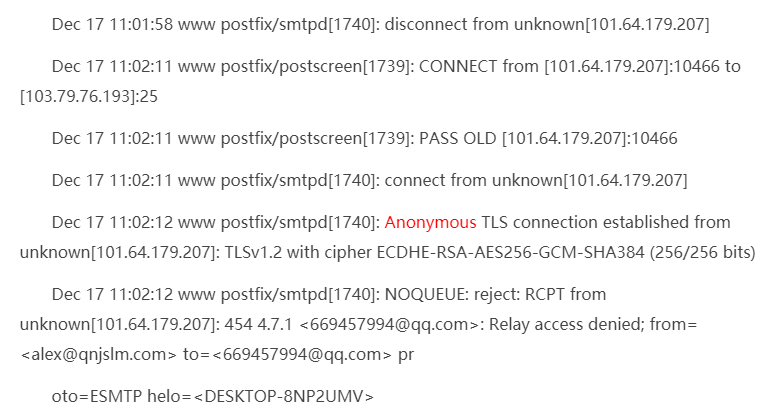 Dec 17 11:01:58 www postfix/smtpd[1740]: disconnect from unknown[101.64.179.207]
Dec 17 11:02:11 www postfix/postscreen[1739]: CONNECT from [101.64.179.207]:10466 to
[103.79.76.193]:25
Dec 17 11:02:11 www postfix/postscreen[1739]: PASS OLD [101.64.179.207]:10466
Dec 17 11:02:11 www postfix/smtpd[1740]: connect from unknown[101.64.179.207]
Dec 17 11:02:12 www postfix/smtpd[1740]: Anonymous TLS connection established from
unknown[101.64.179.207]: TLSv1.2 with cipher ECDHE-RSA-AES256-GCM-SHA384 (256/256 bits)
Dec 17 11:02:12 www postfix/smtpd[1740]: NOQUEUE: reject: RCPT from
unknown[101.64.179.207]: 454 4.7.1 <669457994@qq.com>: Relay access denied; from=
<alex@qnjslm.com> to=<669457994@qq.com> pr
oto=ESMTP helo=<DESKTOP-8NP2UMV>